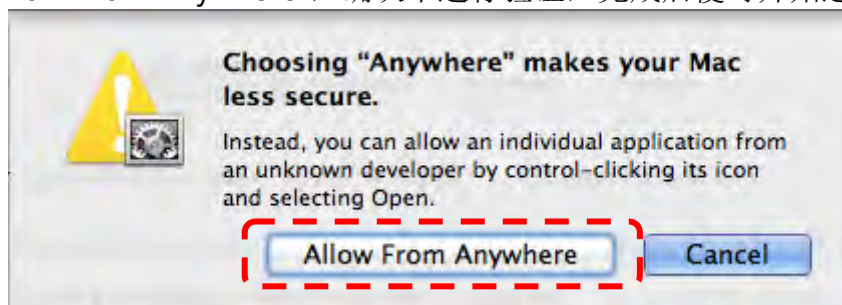 Choosing “Anywhere” makes your Mac
less secure.
Instead, you can allow an individual application from
an unknown developer by control-clicking its icon
and selecting Open.
Allow From Anywhere
Cancel